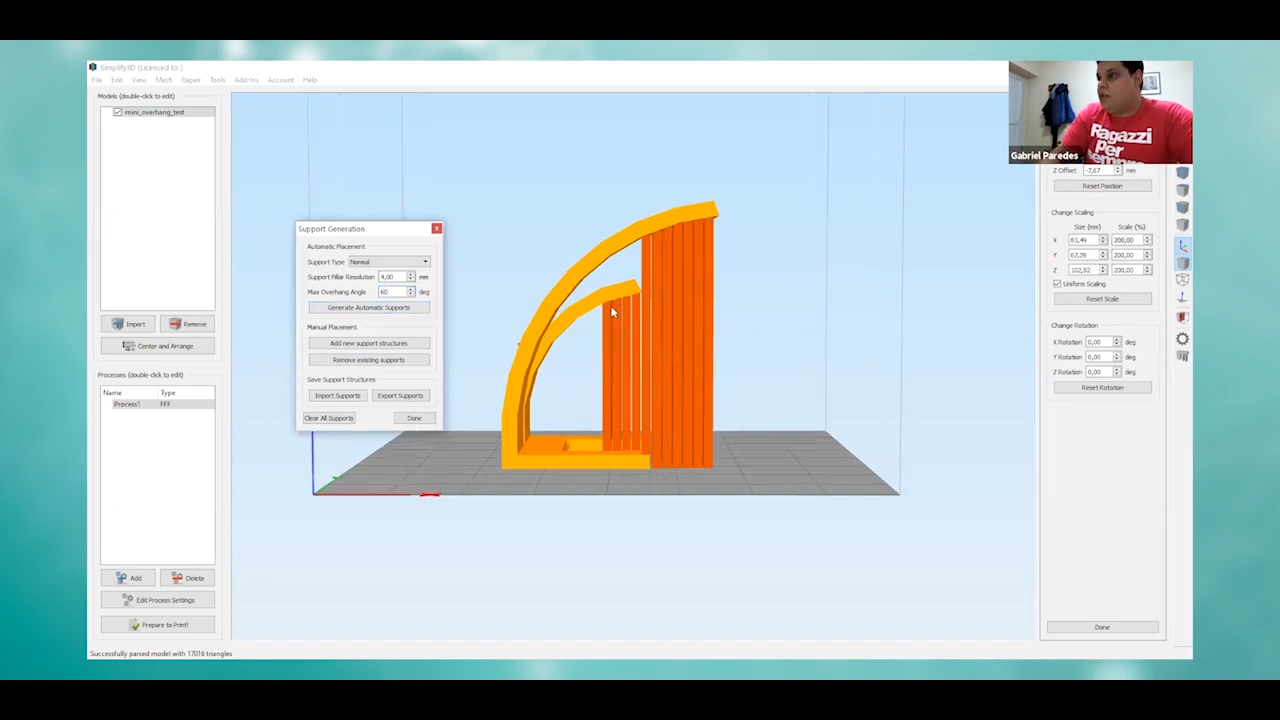 Simplify3D (Licensed to )
File Edit View Mesh Repair Tools Add-Ins Account Help
Models (double-click to edit)
mini_overhang_test
Import Remove
Center and Arrange
Processes (double-click to edit)
Name Type
Process1 FFF
Add Delete
Edit Process Settings
Prepare to Print!
Successfully parsed model with 17016 triangles
Support Generation
Automatic Placement
Support Type Normal
Support Pillar Resolution 4,00 mm
Max Overhang Angle 60 deg
Generate Automatic Supports
Manual Placement
Add new support structures
Remove existing supports
Save Support Structures
Import Supports Export Supports
Clear All Supports Done
Ragazzi
per
Gabriel Paredes
Z Offset -7,67 mm
Reset Position
Change Scaling
Size (mm) Scale (%)
X 83,49 200,00
Y 67,39 200,00
Z 102,92 200,00
Uniform Scaling
Reset Scale
Change Rotation
X Rotation 0,00 deg
Y Rotation 0,00 deg
Z Rotation 0,00 deg
Reset Rotation
Done